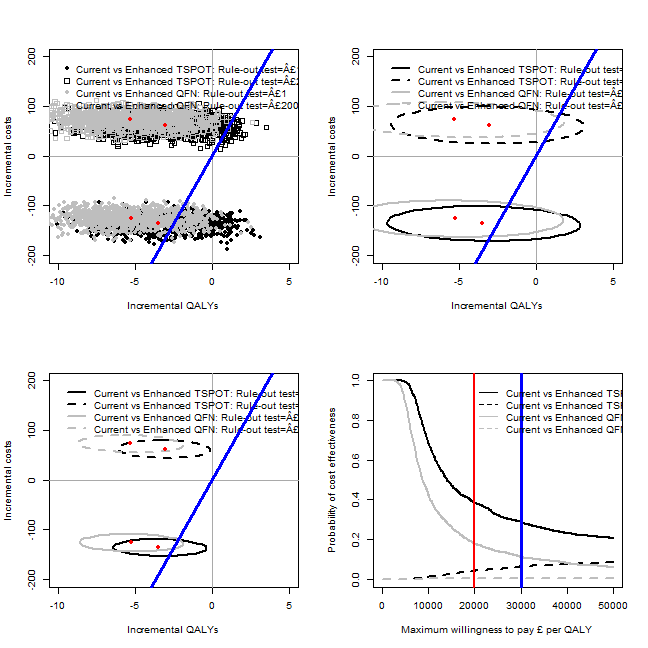 200
100
0
-100
-200
Incremental costs
Current vs Enhanced TSPOT: Rule-out test=Â£1
Current vs Enhanced TSPOT: Rule-out test=Â£2
Current vs Enhanced QFN: Rule-out test=Â£1
Current vs Enhanced QFN: Rule-out test=Â£200
-10
-5
0
5
Incremental QALYs
200
100
0
-100
-200
Incremental costs
Current vs Enhanced TSPOT: Rule-out test=
Current vs Enhanced TSPOT: Rule-out test=
Current vs Enhanced QFN: Rule-out test=Â£
Current vs Enhanced QFN: Rule-out test=Â£
-10
-5
0
5
Incremental QALYs
200
100
0
-100
-200
Incremental costs
Current vs Enhanced TSPOT: Rule-out test=
Current vs Enhanced TSPOT: Rule-out test=
Current vs Enhanced QFN: Rule-out test=Â£
Current vs Enhanced QFN: Rule-out test=Â£
-10
-5
0
5
Incremental QALYs
1.0
0.8
0.6
0.4
0.2
0.0
Probability of cost effectiveness
Current vs Enhanced TSP
Current vs Enhanced TSP
Current vs Enhanced QFN
Current vs Enhanced QFN
0
10000
20000
30000
40000
50000
Maximum willingness to pay £ per QALY